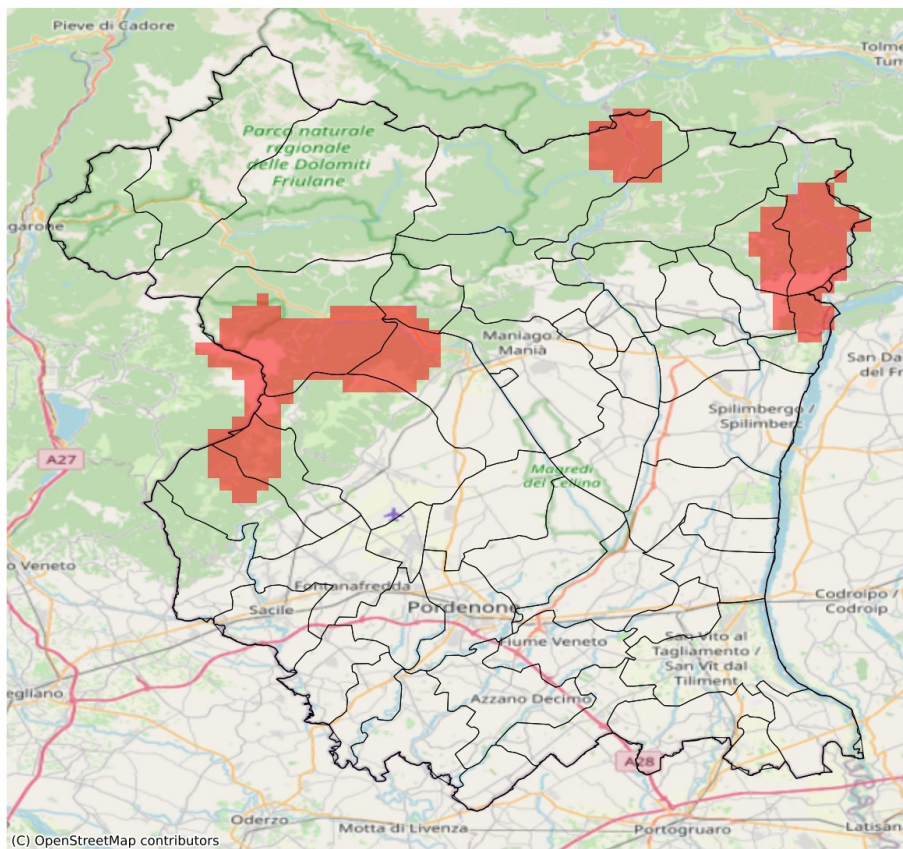 Pieve di Cadore
Tolme
Tum
Parco naturale
regionale
delle Dolomiti
Friulane
garone
Maniago /
Manià
San Da
del Fr
Spilimbergo /
Spilimberc
A27
Magredi
del Cellina
o Veneto
Fontanafredda
Sacile
Pordenone
Codroipo /
Codroip
Fiume Veneto
San Vito al
Tagliamento /
San Vît dal
Tiliment
egliano
Azzano Decimo
A28
Oderzo
Motta di Livenza
Portogruaro
Latisan
(C) OpenStreetMap contributors